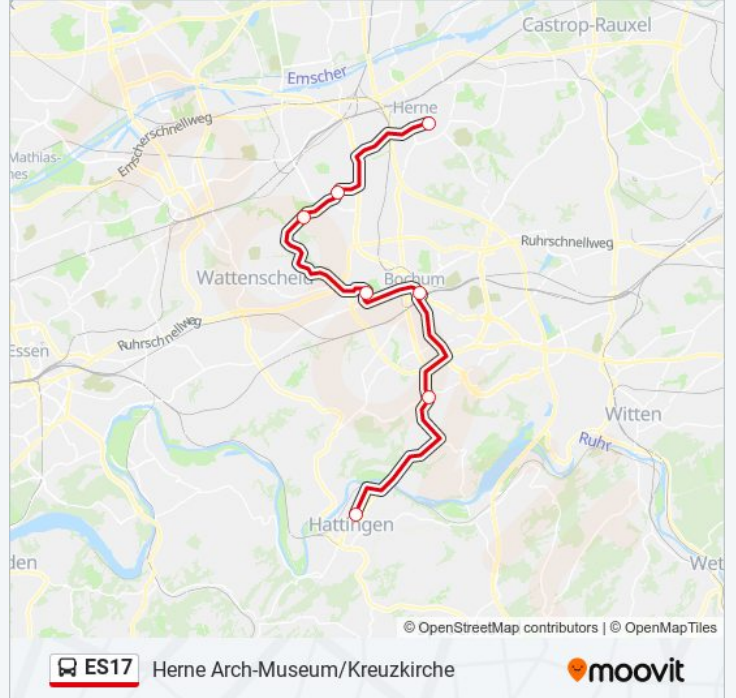 Castrop-Rauxel
Emscher
Herne
Emscherschnellweg
Mathias-
nes
Ruhrschnellweg
Wattenscheid
Bochum
Ruhrschnellweg
Essen
Witten
Ruhr
Hattingen
den
Wet
© OpenStreetMap contributors | © OpenMapTiles
ES17 Herne Arch-Museum/Kreuzkirche
moovit